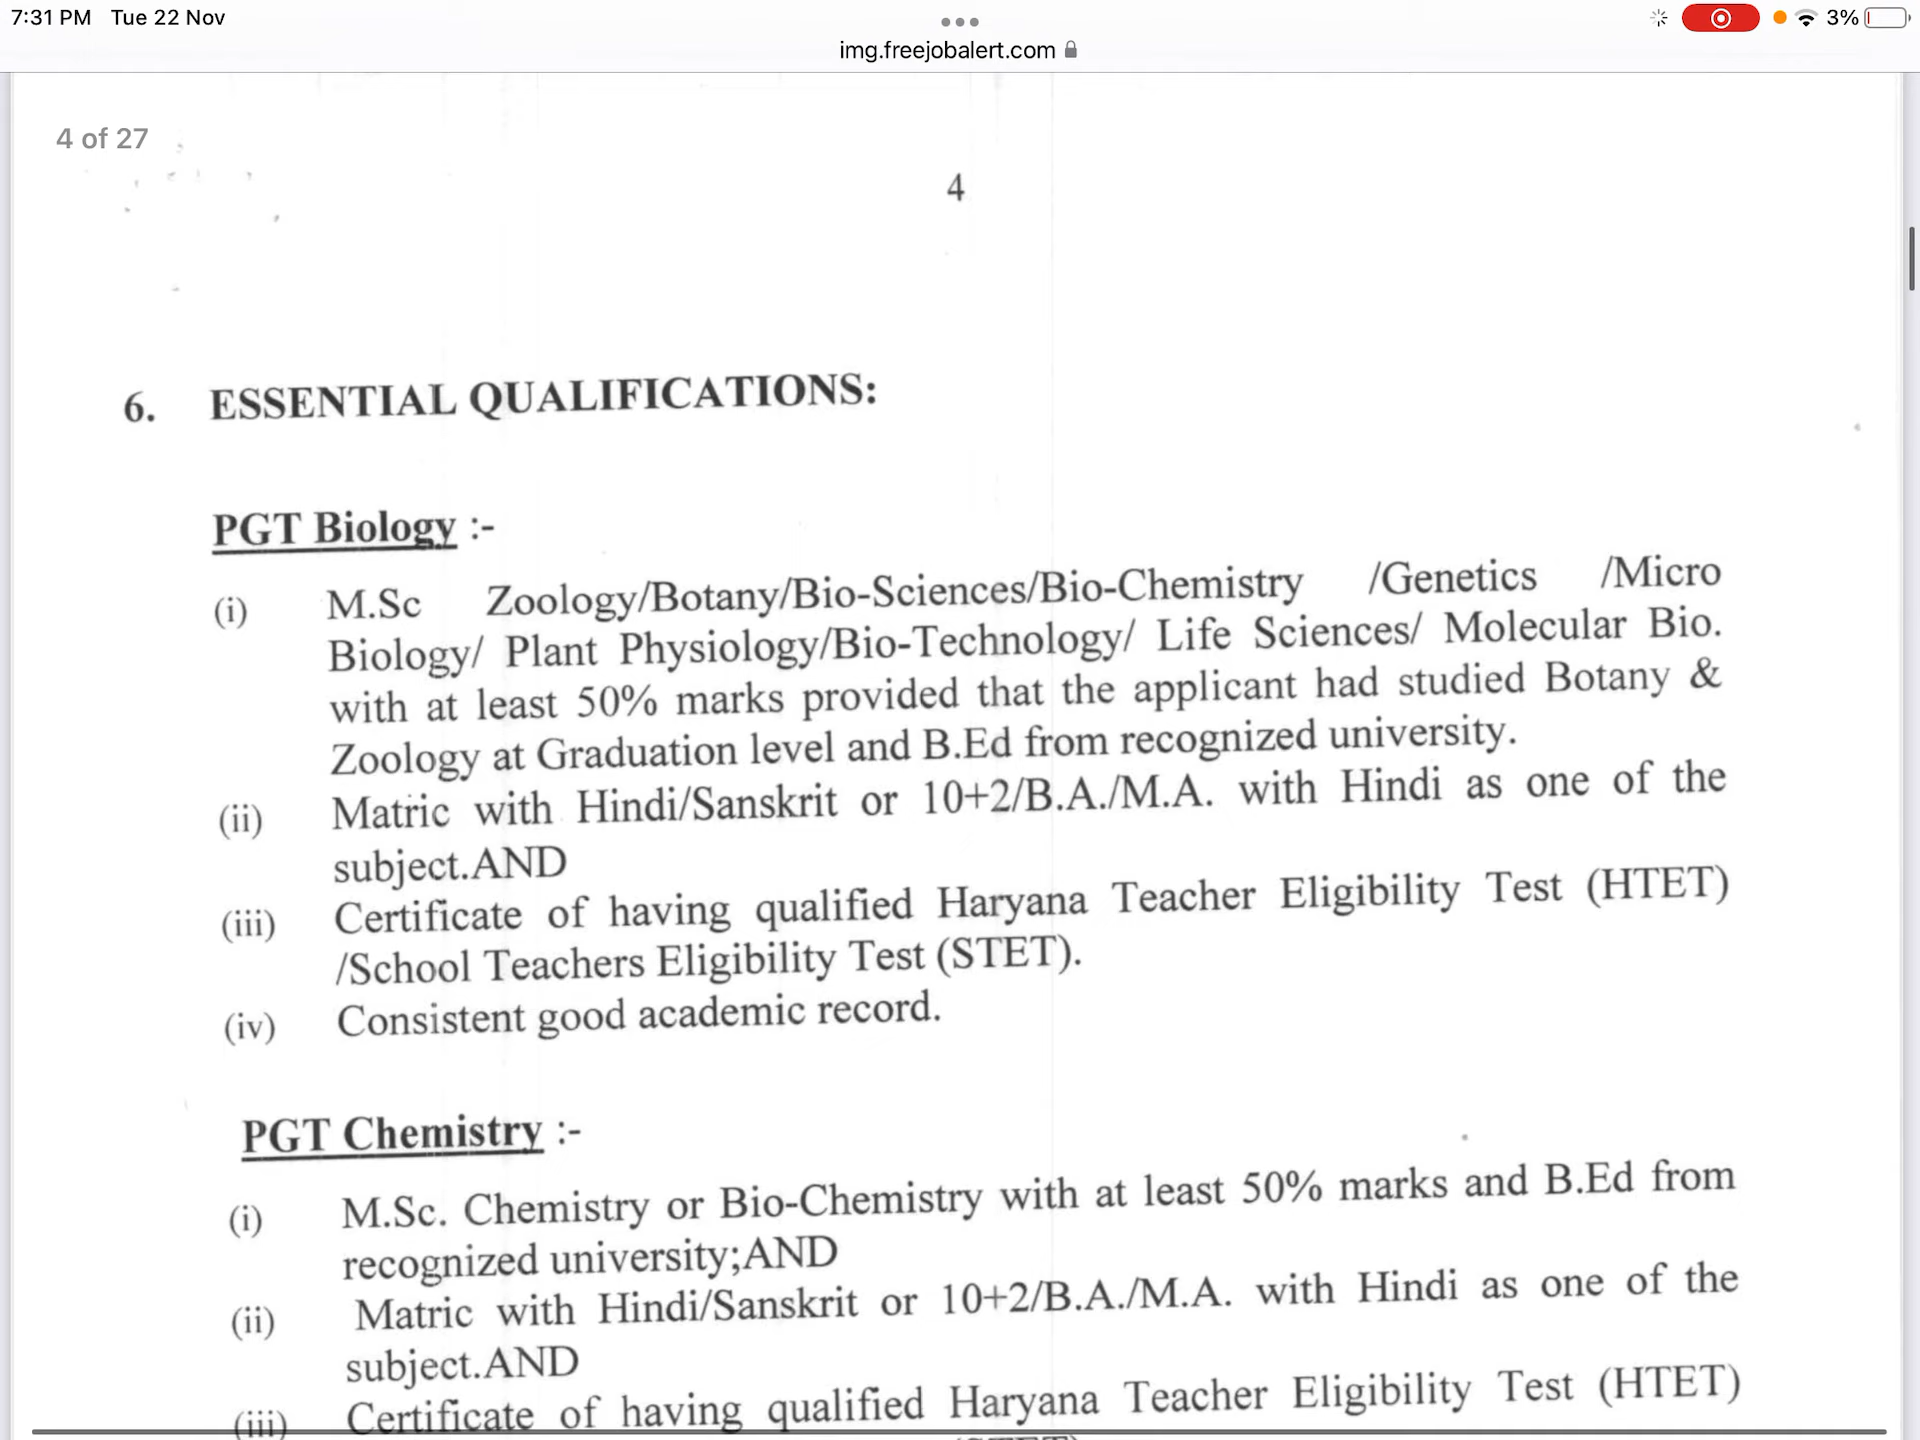 7:31 PM Tue 22 Nov
3%
img.freejobalert.com
4 of 27
4
6. ESSENTIAL QUALIFICATIONS:
PGT Biology :-
(i) M.Sc Zoology/Botany/Bio-Sciences/Bio-Chemistry /Genetics /Micro
Biology/ Plant Physiology/Bio-Technology/ Life Sciences/ Molecular Bio.
with at least 50% marks provided that the applicant had studied Botany &
Zoology at Graduation level and B.Ed from recognized university.
(ii) Matric with Hindi/Sanskrit or 10+2/B.A./M.A. with Hindi as one of the
subject.AND
(iii) Certificate of having qualified Haryana Teacher Eligibility Test (HTET)
/School Teachers Eligibility Test (STET).
(iv) Consistent good academic record.
PGT Chemistry :-
(i) M.Sc. Chemistry or Bio-Chemistry with at least 50% marks and B.Ed from
recognized university;AND
(ii) Matric with Hindi/Sanskrit or 10+2/B.A./M.A. with Hindi as one of the
subject.AND
(iii) Certificate of having qualified Haryana Teacher Eligibility Test (HTET)